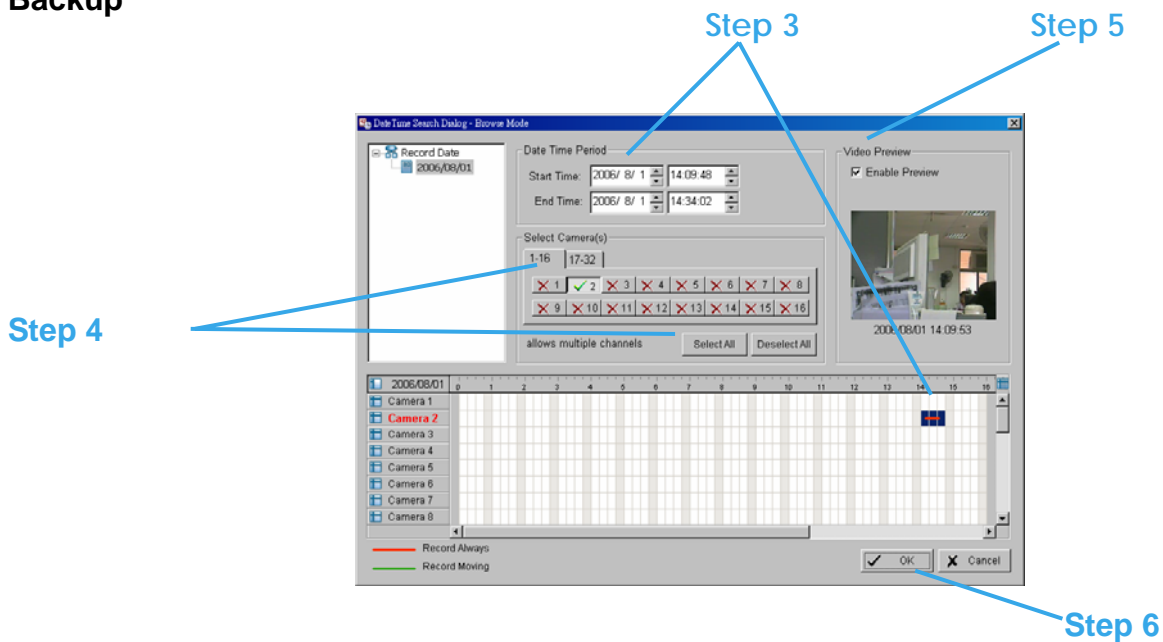 Backup
Step 3
Step 5
DateTime Search Dialog - Browse Mode
Record Date
2006/08/01
Date Time Period
Start Time: 2006/ 8/ 1 14:09:48
End Time: 2006/ 8/ 1 14:34:02
Video Preview
Enable Preview
2006/08/01 14:09:53
Select Camera(s)
1-16 17-32
1 2 3 4 5 6 7 8
9 10 11 12 13 14 15 16
allows multiple channels Select All Deselect All
Step 4
2006/08/01 0 1 2 3 4 5 6 7 8 9 10 11 12 13 14 15 16
Camera 1
Camera 2
Camera 3
Camera 4
Camera 5
Camera 6
Camera 7
Camera 8
Record Always
Record Moving
OK Cancel
Step 6